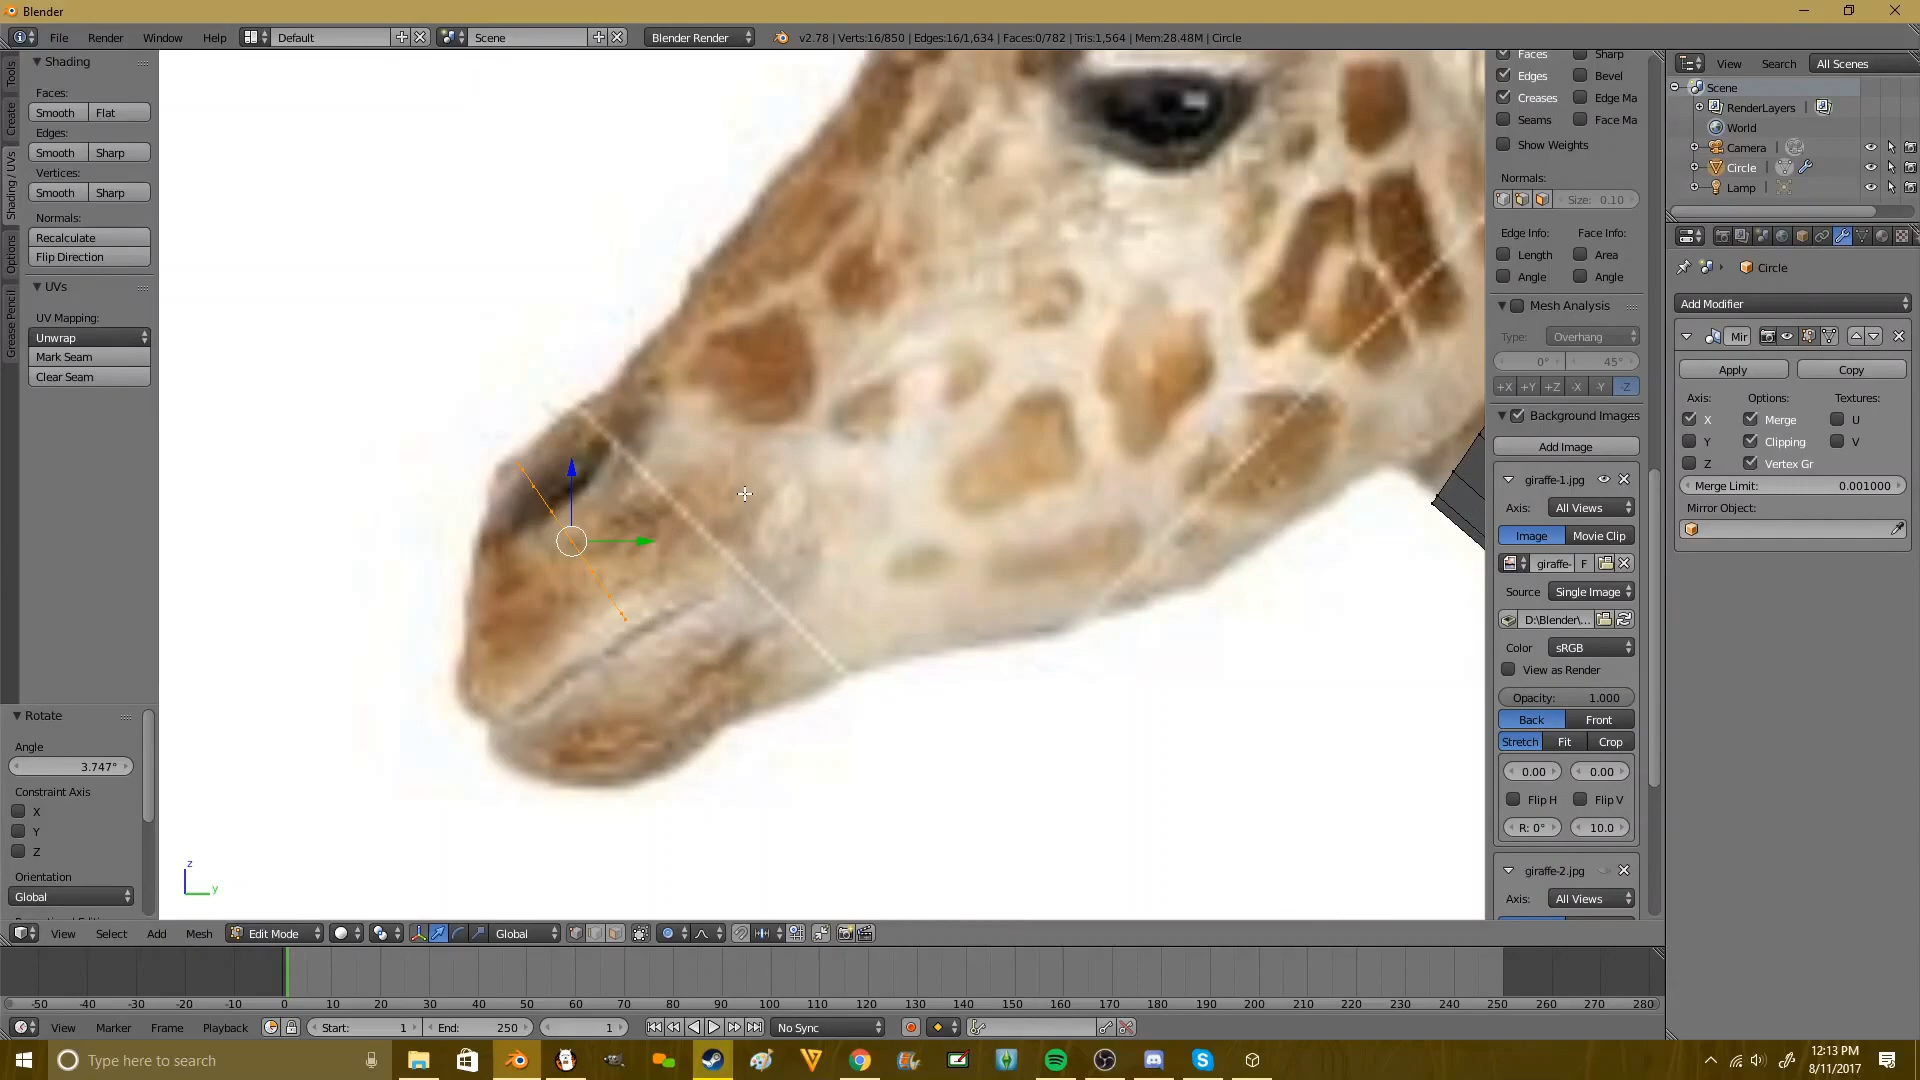 Blender
File Render Window Help Default Scene Blender Render v2.78 | Verts:16/850 | Edges:16/1,634 | Faces:0/782 | Tris:1,564 | Mem:28.48M | Circle
Tools
Create
Shading / UVs
Options
Grease Pencil
Shading
Faces:
Smooth Flat
Edges:
Smooth Sharp
Vertices:
Smooth Sharp
Normals:
Recalculate
Flip Direction
UVs
UV Mapping:
Unwrap
Mark Seam
Clear Seam
Rotate
Angle
3.747°
Constraint Axis
X
Y
Z
Orientation
Global
z
y
Faces Sharp
Edges Bevel
Creases Edge Ma
Seams Face Ma
Show Weights
Normals:
Size: 0.10
Edge Info: Face Info:
Length Area
Angle Angle
Mesh Analysis
Type: Overhang
0° 45°
+X +Y +Z -X -Y -Z
Background Images
Add Image
giraffe-1.jpg
Axis: All Views
Image Movie Clip
giraffe- F
Source Single Image
D:\Blender\...
Color sRGB
View as Render
Opacity: 1.000
Back Front
Stretch Fit Crop
0.00 0.00
Flip H Flip V
R: 0° 10.0
giraffe-2.jpg
Axis: All Views
View Search All Scenes
Scene
RenderLayers
World
Camera
Circle
Lamp
Circle
Add Modifier
Mir
Apply Copy
Axis: Options: Textures:
X Merge U
Y Clipping V
Z Vertex Gr
Merge Limit: 0.001000
Mirror Object:
View Select Add Mesh Edit Mode Global
-50 -40 -30 -20 -10 0 10 20 30 40 50 60 70 80 90 100 110 120 130 140 150 160 170 180 190 200 210 220 230 240 250 260 270 280
View Marker Frame Playback Start: 1 End: 250 1 No Sync
Type here to search
12:13 PM
8/11/2017